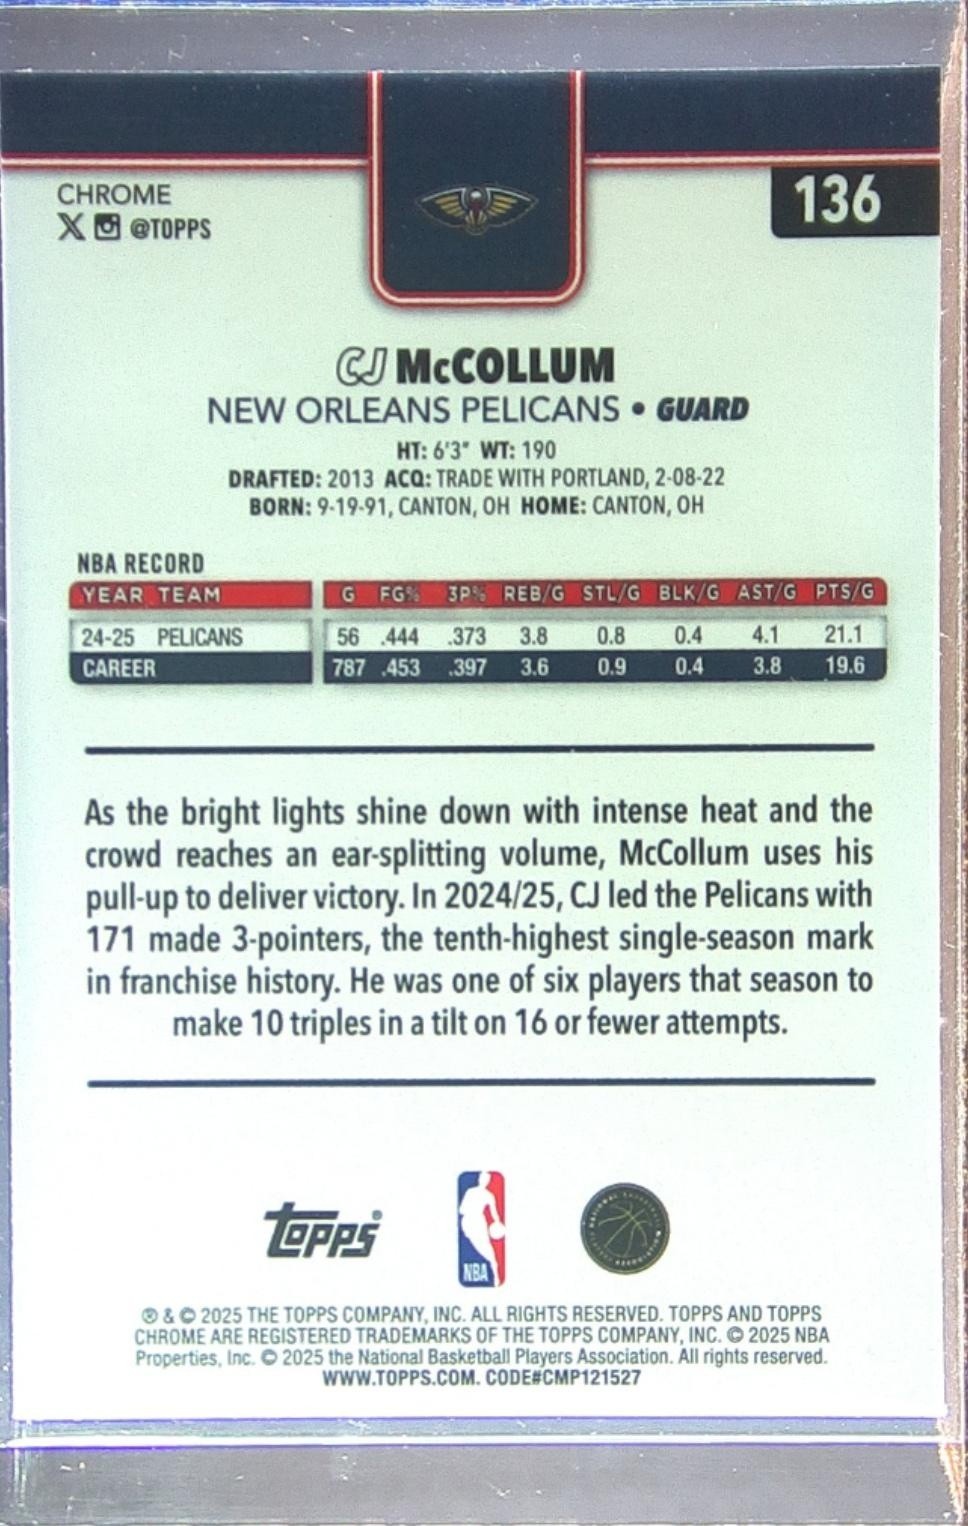 CHROME
X @TOPPS
136
CJ McCOLLUM
NEW ORLEANS PELICANS • GUARD
HT: 6'3" WT: 190
DRAFTED: 2013 ACQ: TRADE WITH PORTLAND, 2-08-22
BORN: 9-19-91, CANTON, OH HOME: CANTON, OH
NBA RECORD
YEAR TEAM G FG% 3P% REB/G STL/G BLK/G AST/G PTS/G
24-25 PELICANS 56 .444 .373 3.8 0.8 0.4 4.1 21.1
CAREER 787 .453 .397 3.6 0.9 0.4 3.8 19.6
As the bright lights shine down with intense heat and the
crowd reaches an ear-splitting volume, McCollum uses his
pull-up to deliver victory. In 2024/25, CJ led the Pelicans with
171 made 3-pointers, the tenth-highest single-season mark
in franchise history. He was one of six players that season to
make 10 triples in a tilt on 16 or fewer attempts.
Topps®
NBA
® & © 2025 THE TOPPS COMPANY, INC. ALL RIGHTS RESERVED. TOPPS AND TOPPS
CHROME ARE REGISTERED TRADEMARKS OF THE TOPPS COMPANY, INC. © 2025 NBA
Properties, Inc. © 2025 the National Basketball Players Association. All rights reserved.
WWW.TOPPS.COM. CODE#CMP121527